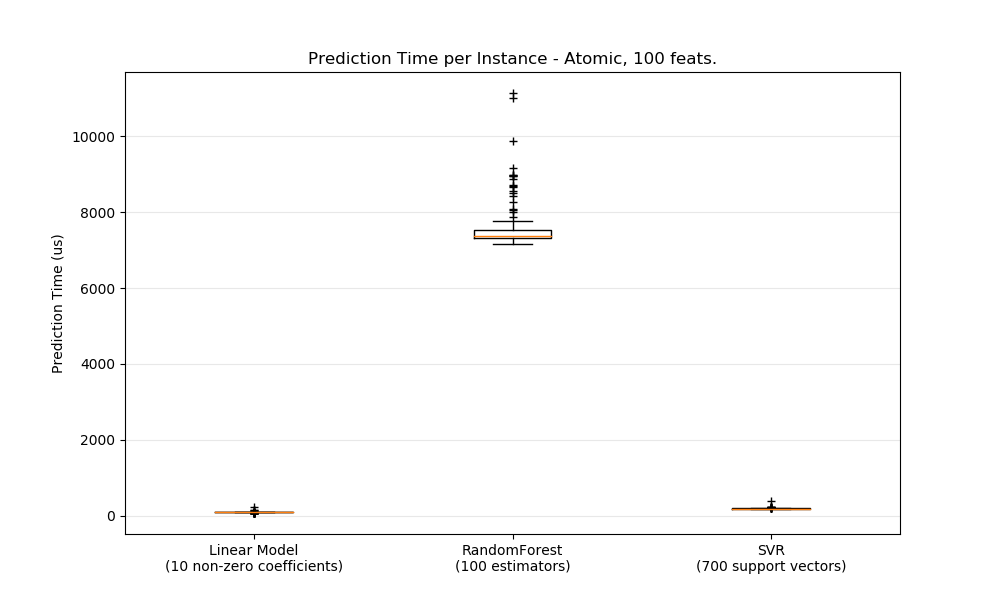 Prediction Time per Instance - Atomic, 100 feats.
Prediction Time (us)
10000
8000
6000
4000
2000
0
Linear Model
(10 non-zero coefficients)
RandomForest
(100 estimators)
SVR
(700 support vectors)